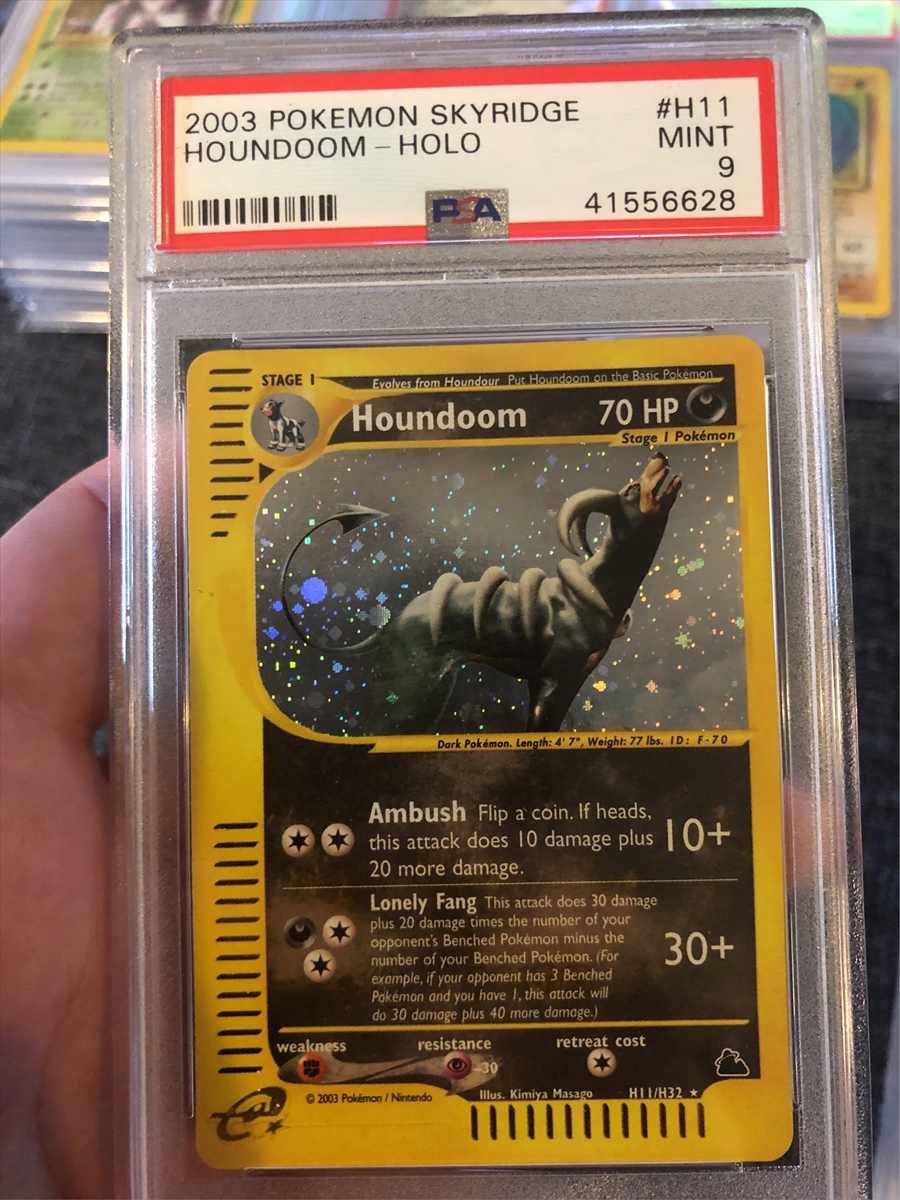 2003 POKEMON SKYRIDGE #H11
HOUNDOOM – HOLO MINT
9
PSA 41556628
STAGE 1 Evolves from Houndour Put Houndoom on the Basic Pokémon
Houndoom 70 HP
Stage 1 Pokémon
Dark Pokémon. Length: 4' 7", Weight: 77 lbs. ID: F-70
Ambush Flip a coin. If heads,
this attack does 10 damage plus 10+
20 more damage.
Lonely Fang This attack does 30 damage
plus 20 damage times the number of your
opponent's Benched Pokémon minus the
number of your Benched Pokémon. (For 30+
example, if your opponent has 3 Benched
Pokémon and you have 1, this attack will
do 30 damage plus 40 more damage.)
weakness resistance retreat cost
-30
© 2003 Pokémon / Nintendo Illus. Kimiya Masago H11/H32 ★